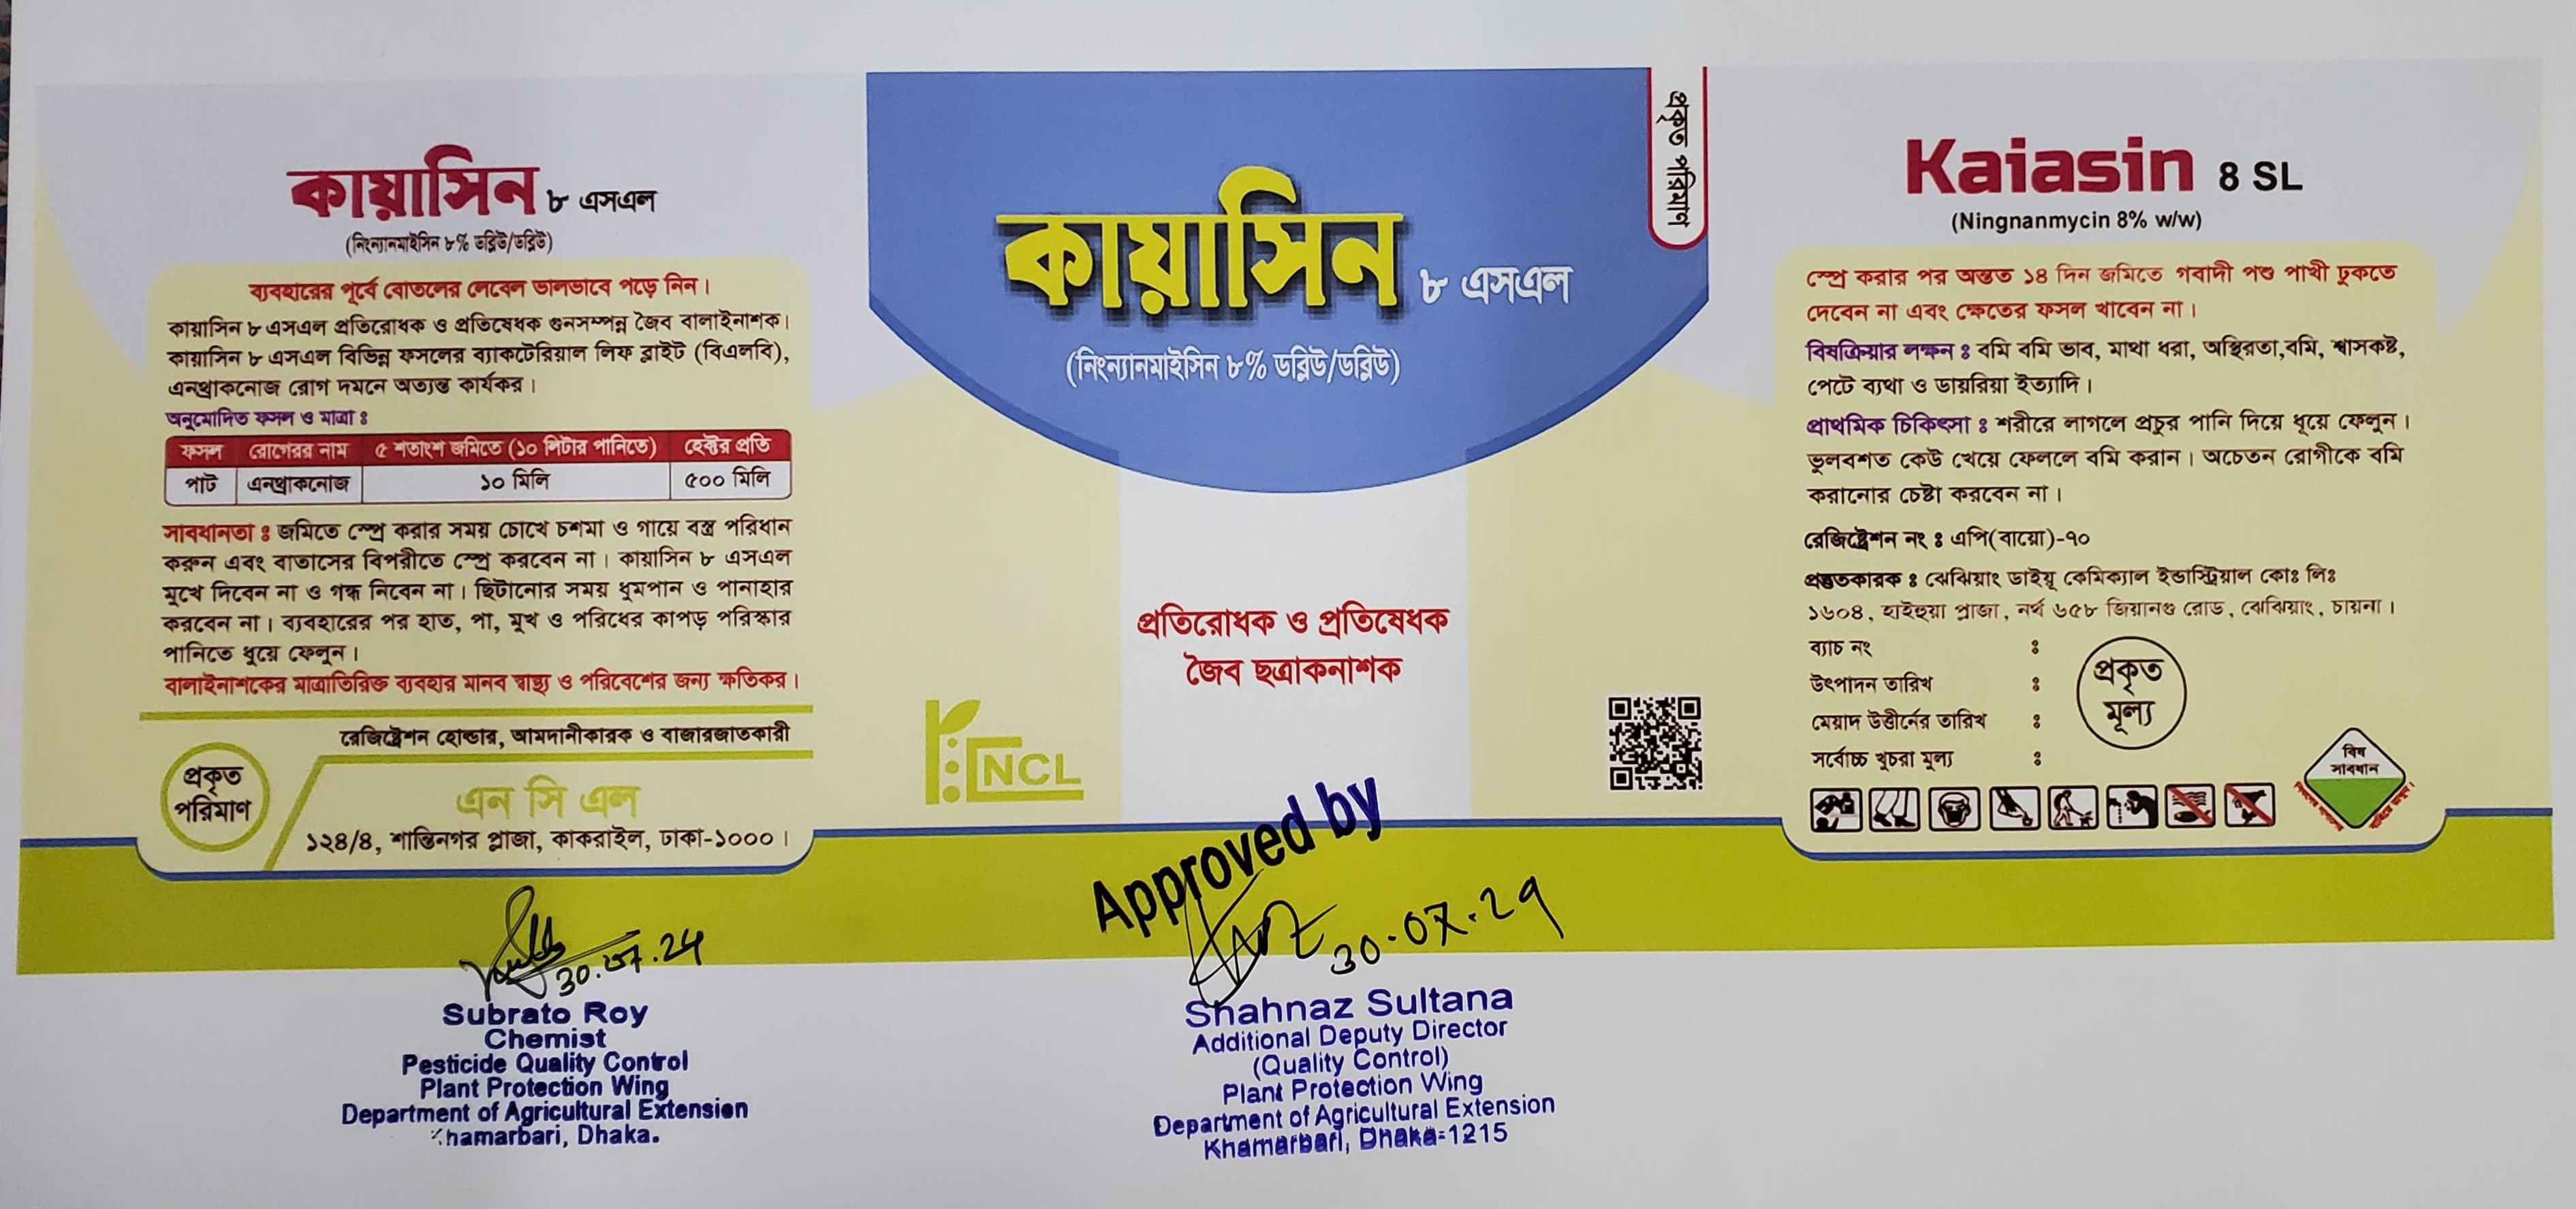 কায়াসিন ৮ এসএল
(নিংন্যানমাইসিন ৮% ডব্লিউ/ডব্লিউ)
ব্যবহারের পূর্বে বোতলের লেবেল ভালভাবে পড়ে নিন।
কায়াসিন ৮ এসএল প্রতিরোধক ও প্রতিষেধক গুনসম্পন্ন জৈব বালাইনাশক।
কায়াসিন ৮ এসএল বিভিন্ন ফসলের ব্যাকটেরিয়াল লিফ ব্লাইট (বিএলবি),
এনথ্রাকনোজ রোগ দমনে অত্যন্ত কার্যকর।
অনুমোদিত ফসল ও মাত্রা ঃ
ফসল রোগেরর নাম ৫ শতাংশ জমিতে (১০ লিটার পানিতে) হেক্টর প্রতি
পাট এনথ্রাকনোজ ১০ মিলি ৫০০ মিলি
সাবধানতা ঃ জমিতে স্প্রে করার সময় চোখে চশমা ও গায়ে বস্ত্র পরিধান
করুন এবং বাতাসের বিপরীতে স্প্রে করবেন না। কায়াসিন ৮ এসএল
মুখে দিবেন না ও গন্ধ নিবেন না। ছিটানোর সময় ধুমপান ও পানাহার
করবেন না। ব্যবহারের পর হাত, পা, মুখ ও পরিধের কাপড় পরিস্কার
পানিতে ধুয়ে ফেলুন।
বালাইনাশকের মাত্রাতিরিক্ত ব্যবহার মানব স্বাস্থ্য ও পরিবেশের জন্য ক্ষতিকর।
রেজিষ্ট্রেশন হোল্ডার, আমদানীকারক ও বাজারজাতকারী
প্রকৃত
পরিমাণ
এন সি এল
১২৪/৪, শান্তিনগর প্লাজা, কাকরাইল, ঢাকা-১০০০।
30.07.24
Subrato Roy
Chemist
Pesticide Quality Control
Plant Protection Wing
Department of Agricultural Extension
Khamarbari, Dhaka.
প্রকৃত পরিমাণ
কায়াসিন ৮ এসএল
(নিংন্যানমাইসিন ৮% ডব্লিউ/ডব্লিউ)
প্রতিরোধক ও প্রতিষেধক
জৈব ছত্রাকনাশক
NCL
Approved by
30.07.29
Shahnaz Sultana
Additional Deputy Director
(Quality Control)
Plant Protection Wing
Department of Agricultural Extension
Khamarbari, Dhaka-1215
Kaiasin 8 SL
(Ningnanmycin 8% w/w)
স্প্রে করার পর অন্তত ১৪ দিন জমিতে গবাদী পশু পাখী ঢুকতে
দেবেন না এবং ক্ষেতের ফসল খাবেন না।
বিষক্রিয়ার লক্ষন ঃ বমি বমি ভাব, মাথা ধরা, অস্থিরতা,বমি, শ্বাসকষ্ট,
পেটে ব্যথা ও ডায়রিয়া ইত্যাদি।
প্রাথমিক চিকিৎসা ঃ শরীরে লাগলে প্রচুর পানি দিয়ে ধূয়ে ফেলুন।
ভুলবশত কেউ খেয়ে ফেললে বমি করান। অচেতন রোগীকে বমি
করানোর চেষ্টা করবেন না।
রেজিষ্ট্রেশন নং ঃ এপি(বায়ো)-৭০
প্রস্তুতকারক ঃ ঝেঝিয়াং ডাইয়ূ কেমিক্যাল ইন্ডাস্ট্রিয়াল কোঃ লিঃ
১৬০৪, হাইহুয়া প্লাজা, নর্থ ৬৫৮ জিয়ানগু রোড, ঝেঝিয়াং, চায়না।
ব্যাচ নং ঃ
উৎপাদন তারিখ ঃ
মেয়াদ উত্তীর্নের তারিখ ঃ
সর্বোচ্চ খুচরা মুল্য ঃ
প্রকৃত
মূল্য
বিষ
সাবধান